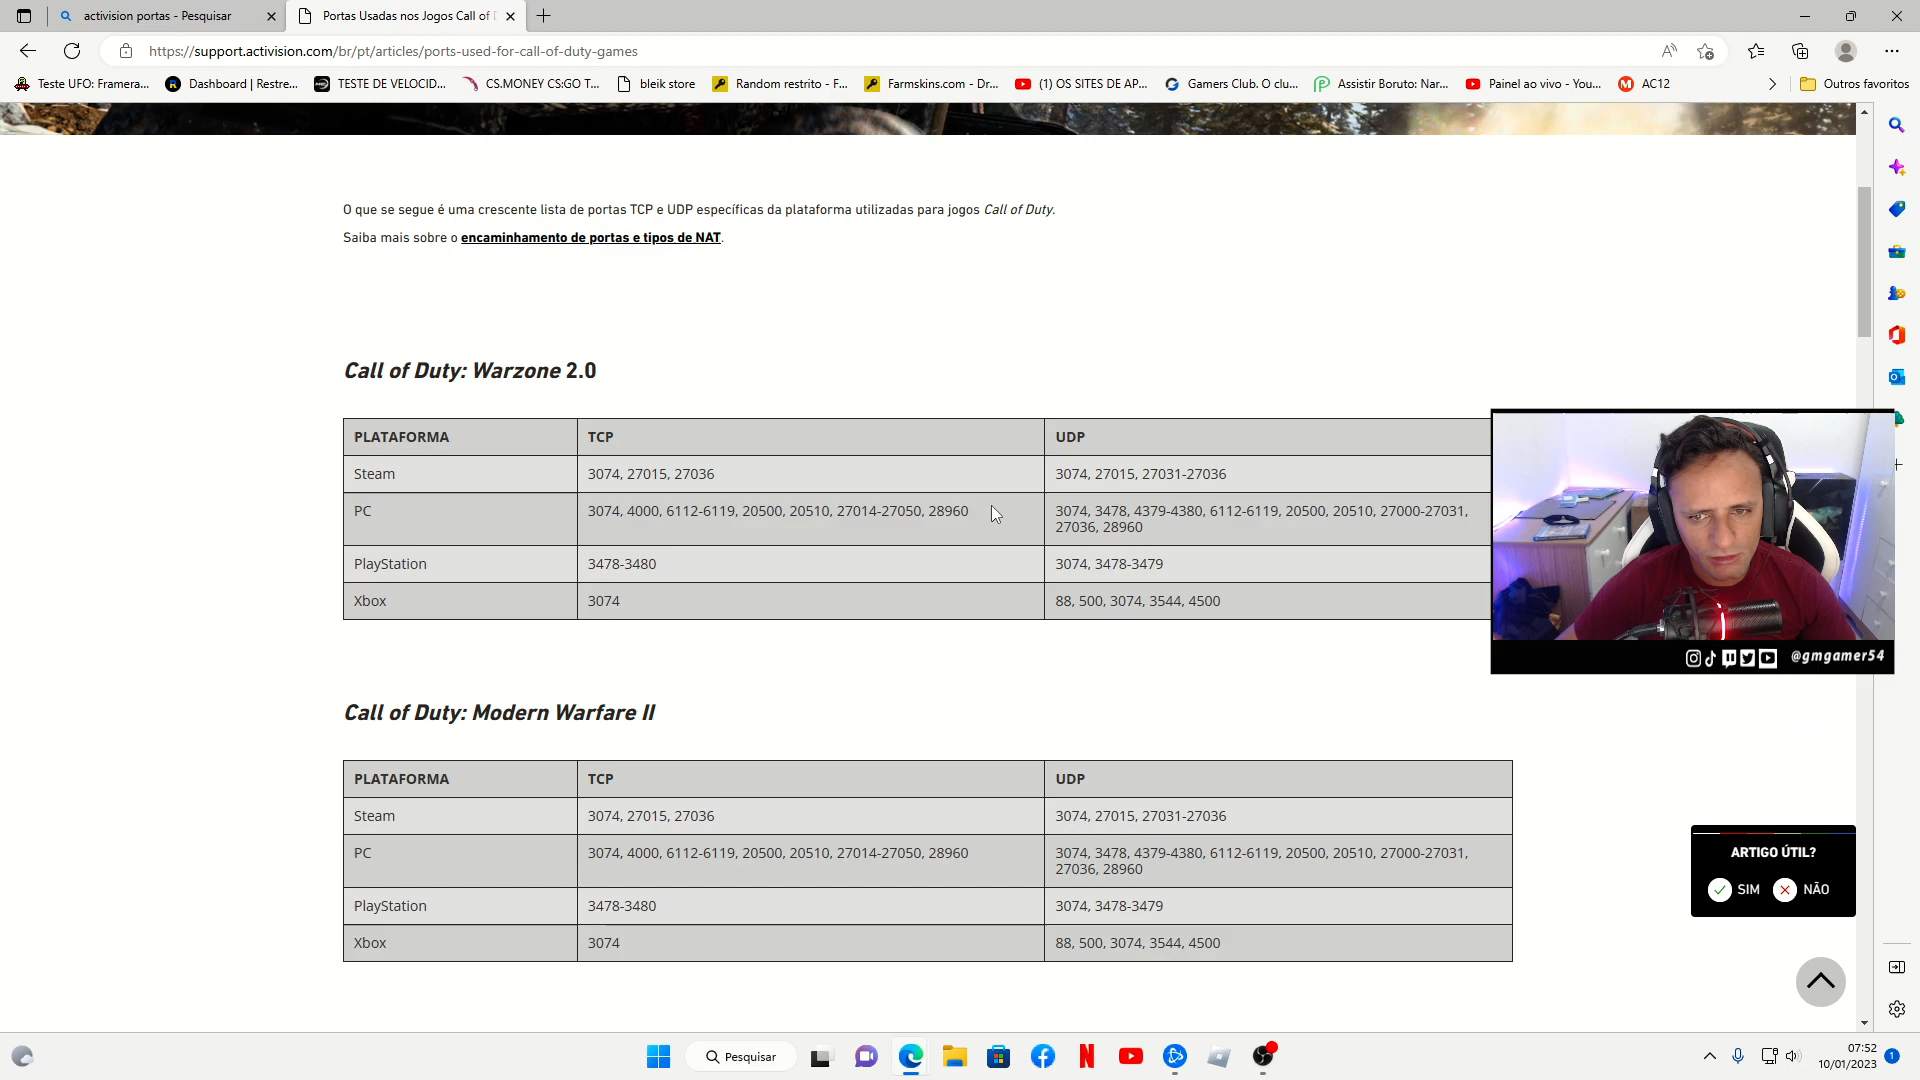 activision portas - Pesquisar
Portas Usadas nos Jogos Call of D
https://support.activision.com/br/pt/articles/ports-used-for-call-of-duty-games
Teste UFO: Framera...
Dashboard | Restre...
TESTE DE VELOCID...
CS.MONEY CS:GO T...
bleik store
Random restrito - F...
Farmskins.com - Dr...
(1) OS SITES DE AP...
Gamers Club. O clu...
Assistir Boruto: Nar...
Painel ao vivo - You...
AC12
Outros favoritos
O que se segue é uma crescente lista de portas TCP e UDP específicas da plataforma utilizadas para jogos Call of Duty.
Saiba mais sobre o encaminhamento de portas e tipos de NAT.
Call of Duty: Warzone 2.0
PLATAFORMA TCP UDP
Steam 3074, 27015, 27036 3074, 27015, 27031-27036
PC 3074, 4000, 6112-6119, 20500, 20510, 27014-27050, 28960 3074, 3478, 4379-4380, 6112-6119, 20500, 20510, 27000-27031,
27036, 28960
PlayStation 3478-3480 3074, 3478-3479
Xbox 3074 88, 500, 3074, 3544, 4500
@gmgamer54
Call of Duty: Modern Warfare II
PLATAFORMA TCP UDP
Steam 3074, 27015, 27036 3074, 27015, 27031-27036
PC 3074, 4000, 6112-6119, 20500, 20510, 27014-27050, 28960 3074, 3478, 4379-4380, 6112-6119, 20500, 20510, 27000-27031,
27036, 28960
PlayStation 3478-3480 3074, 3478-3479
Xbox 3074 88, 500, 3074, 3544, 4500
ARTIGO ÚTIL?
SIM NÃO
Pesquisar
07:52
10/01/2023
1